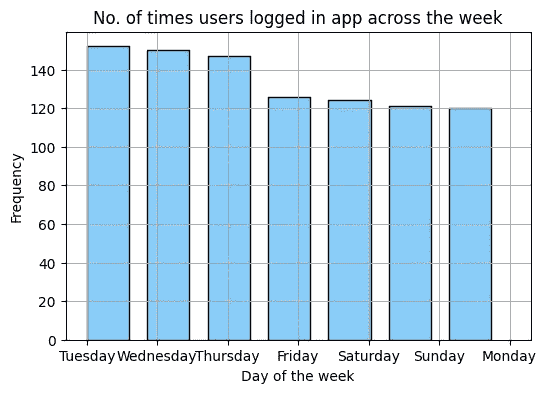 No. of times users logged in app across the week
Frequency
140
120
100
80
60
40
20
0
Tuesday Wednesday Thursday Friday Saturday Sunday Monday
Day of the week